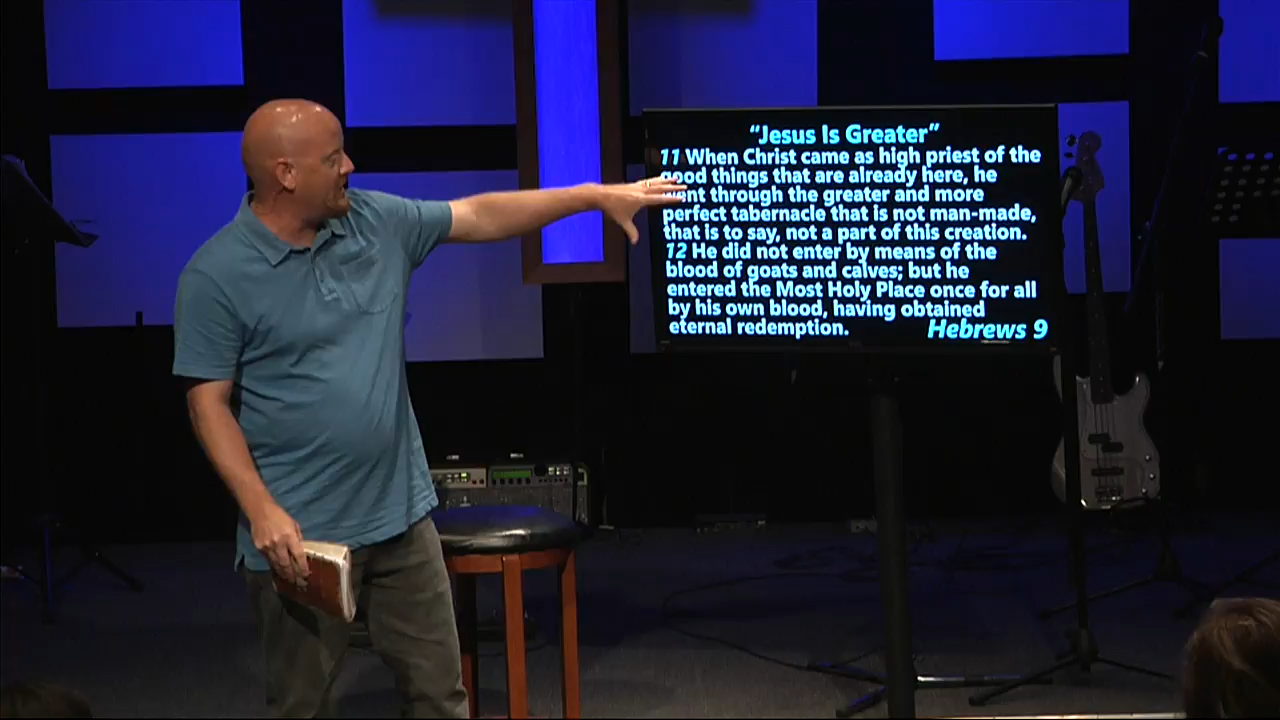 “Jesus Is Greater”
11 When Christ came as high priest of the
good things that are already here, he
went through the greater and more
perfect tabernacle that is not man-made,
that is to say, not a part of this creation.
12 He did not enter by means of the
blood of goats and calves; but he
entered the Most Holy Place once for all
by his own blood, having obtained
eternal redemption. Hebrews 9